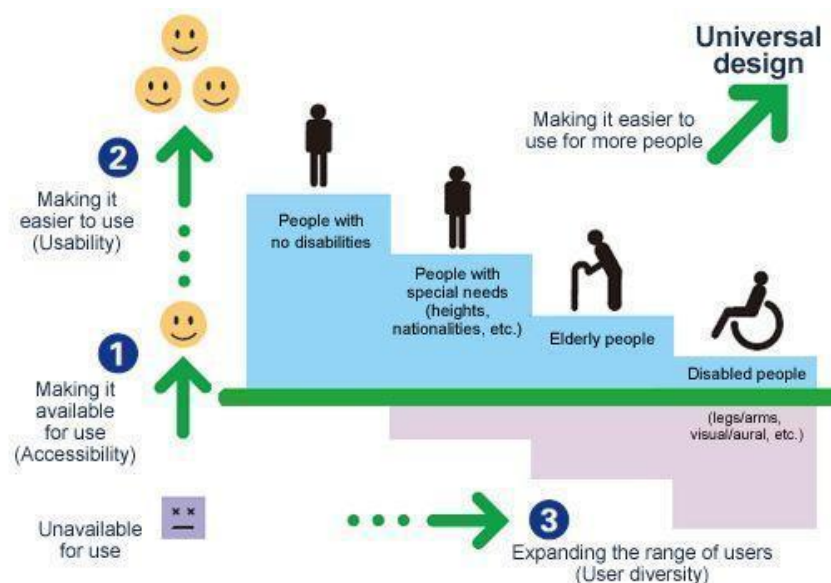 Universal
design
Making it easier to
use for more people
2
Making it
easier to use
(Usability)
People with
no disabilities
People with
special needs
(heights,
nationalities, etc.)
Elderly people
Disabled people
(legs/arms,
visual/aural, etc.)
1
Making it
available
for use
(Accessibility)
Unavailable
for use
3
Expanding the range of users
(User diversity)